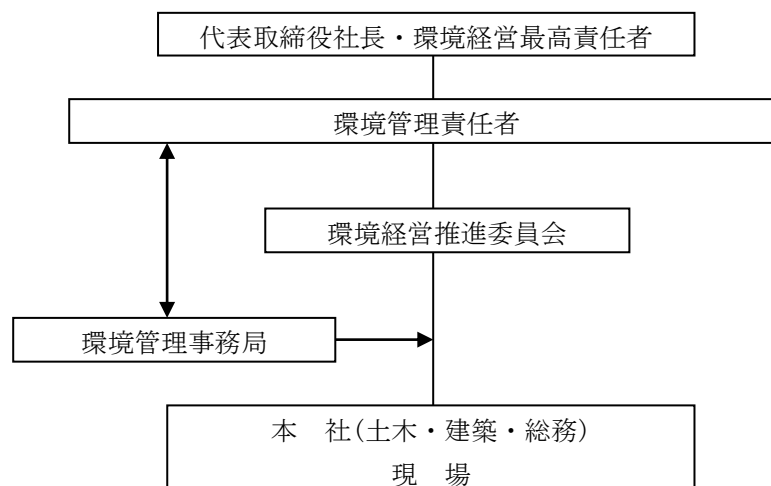 代表取締役社長・環境経営最高責任者
環境管理責任者
環境経営推進委員会
環境管理事務局
本　社(土木・建築・総務)
現　場